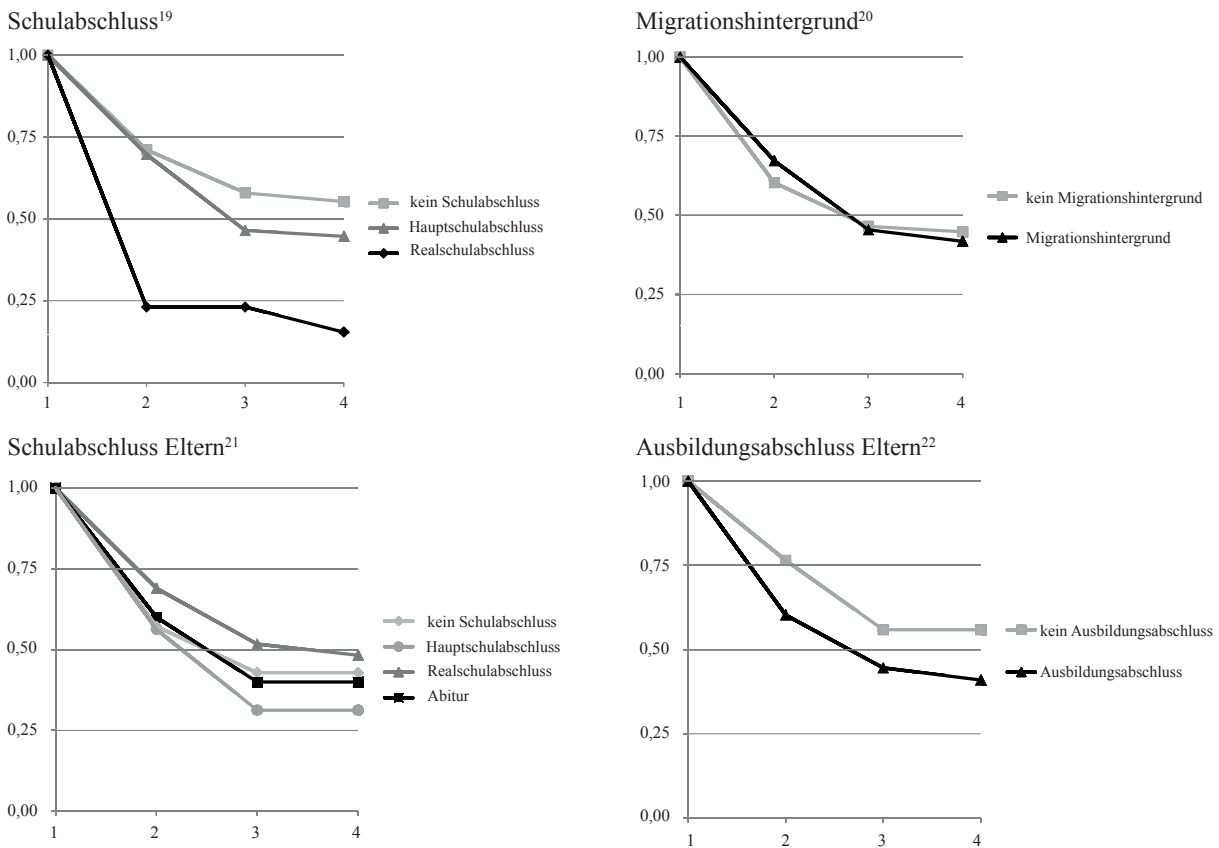 Schulabschluss19
1,00
0,75
0,50
0,25
0,00
1 2 3 4
kein Schulabschluss
Hauptschulabschluss
Realschulabschluss
Migrationshintergrund20
1,00
0,75
0,50
0,25
0,00
1 2 3 4
kein Migrationshintergrund
Migrationshintergrund
Schulabschluss Eltern21
1,00
0,75
0,50
0,25
0,00
1 2 3 4
kein Schulabschluss
Hauptschulabschluss
Realschulabschluss
Abitur
Ausbildungsabschluss Eltern22
1,00
0,75
0,50
0,25
0,00
1 2 3 4
kein Ausbildungsabschluss
Ausbildungsabschluss